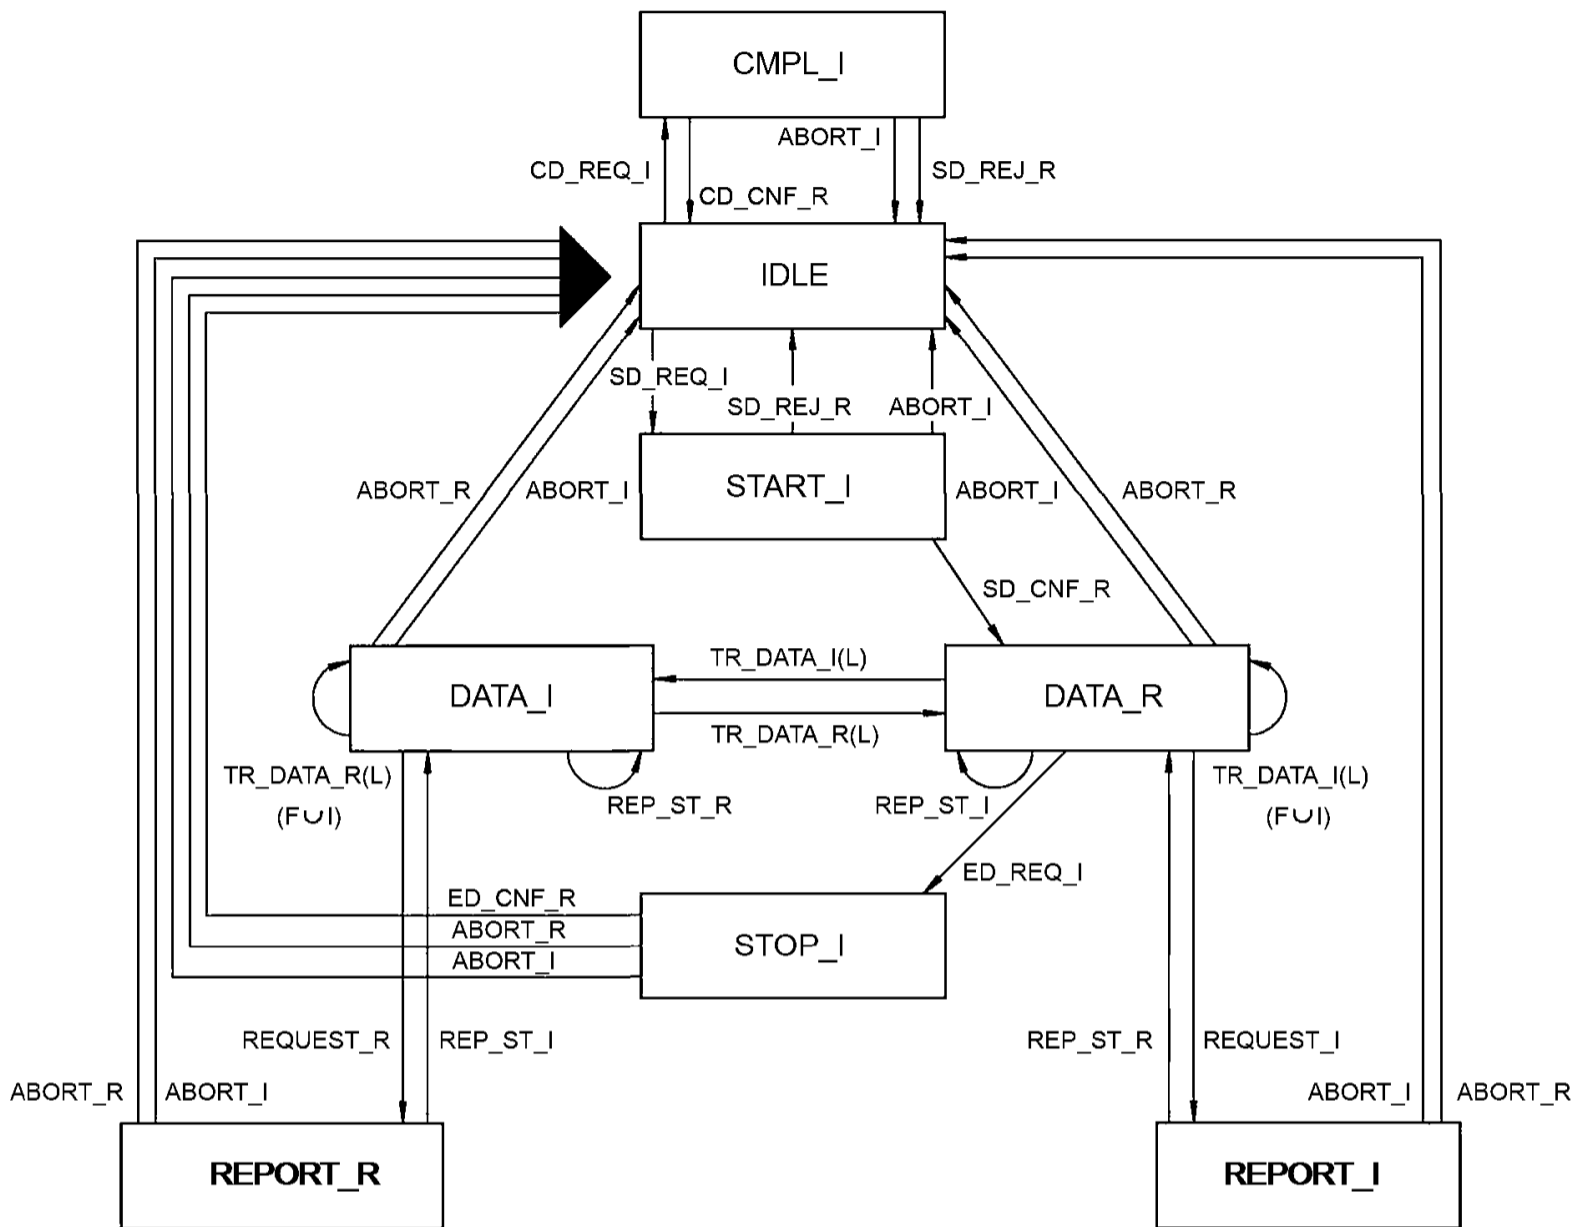 CMPL_I
ABORT_I
CD_REQ_I
SD_REJ_R
CD_CNF_R
IDLE
SD_REQ_I
SD_REJ_R
ABORT_I
ABORT_R
ABORT_I
START_I
ABORT_I
ABORT_R
SD_CNF_R
TR_DATA_I(L)
DATA_I
DATA_R
TR_DATA_R(L)
TR_DATA_R(L)
(F∪I)
REP_ST_R
REP_ST_I
TR_DATA_I(L)
(F∪I)
ED_REQ_I
ED_CNF_R
ABORT_R
ABORT_I
STOP_I
REQUEST_R
REP_ST_I
REP_ST_R
REQUEST_I
ABORT_R
ABORT_I
ABORT_I
ABORT_R
REPORT_R
REPORT_I